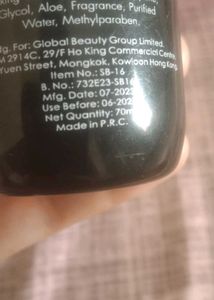 Glycol, Aloe, Fragrance, Purified
Water, Methylparaben.
Mfg. For: Global Beauty Group Limited.
M 2914C, 29/F Ho King Commercial Centre,
Yuen Street, Mongkok, Kowloon Hong Kong
Item No.: SB-16
B. No.: 732E23-SB16
Mfg. Date: 07-2023
Use Before: 06-202
Net Quantity: 70m
Made in P.R.C.